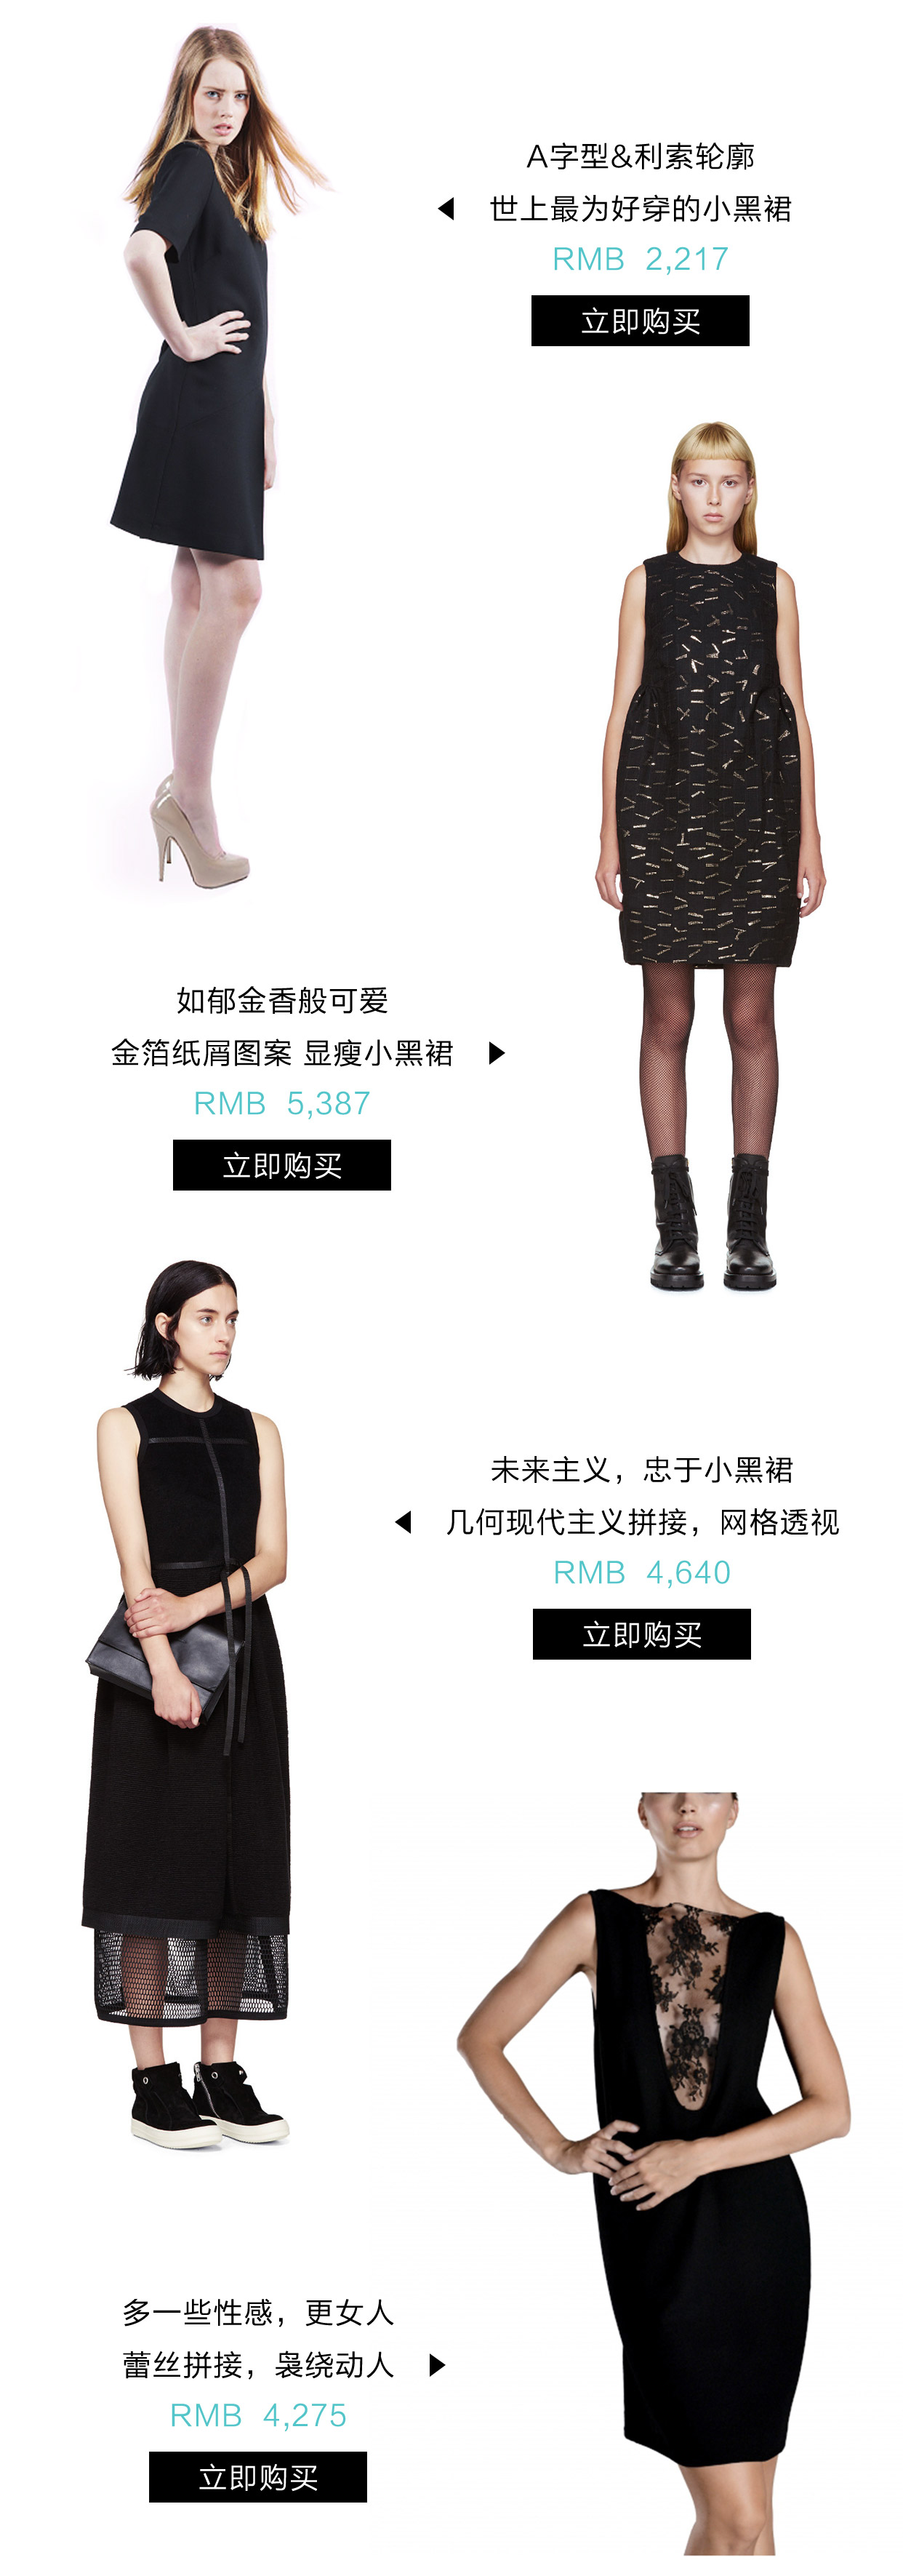 A字型&利索轮廓
世上最为好穿的小黑裙
RMB 2,217
立即购买
如郁金香般可爱
金箔纸屑图案 显瘦小黑裙
RMB 5,387
立即购买
未来主义，忠于小黑裙
几何现代主义拼接，网格透视
RMB 4,640
立即购买
多一些性感，更女人
蕾丝拼接，袅绕动人
RMB 4,275
立即购买